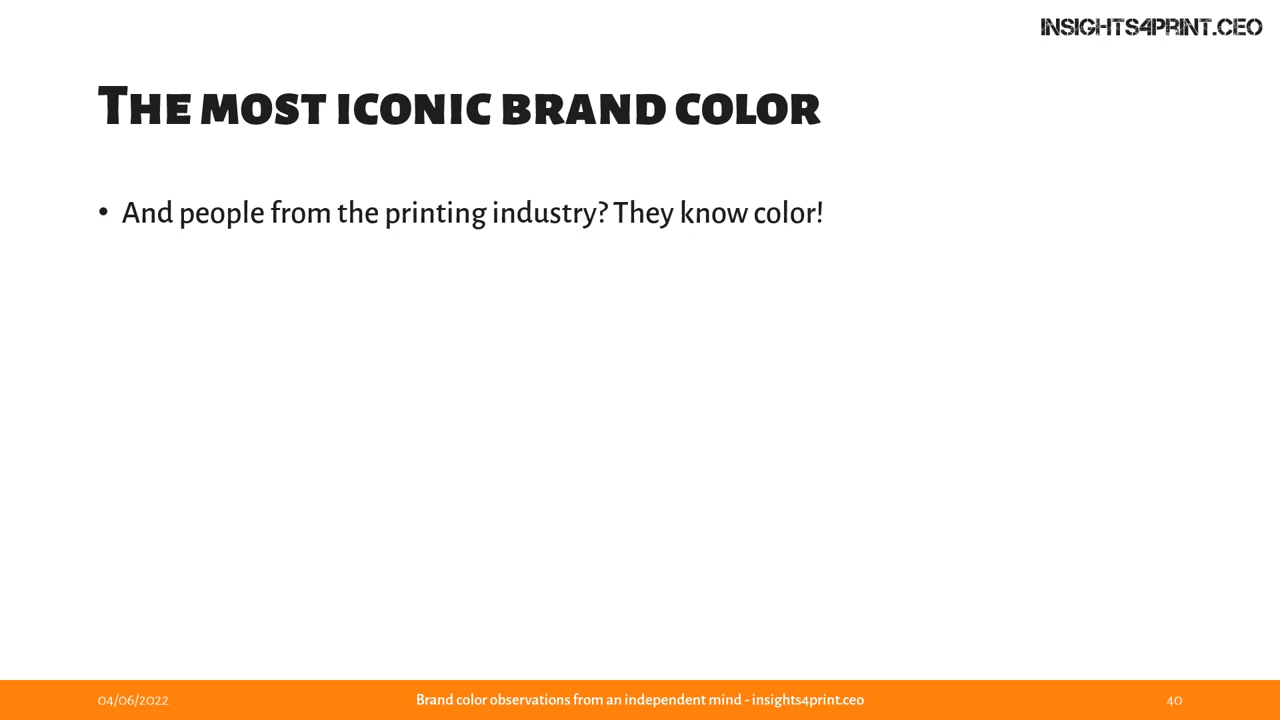 INSIGHTS4PRINT.CEO
The most iconic brand color
• And people from the printing industry? They know color!
04/06/2022
Brand color observations from an independent mind - insights4print.ceo
40